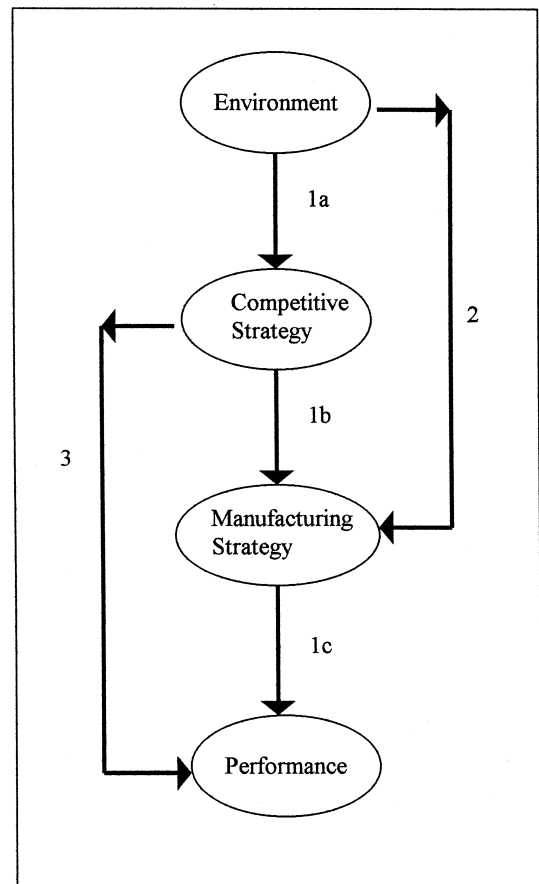 Environment
1a
Competitive
Strategy
2
1b
3
Manufacturing
Strategy
1c
Performance